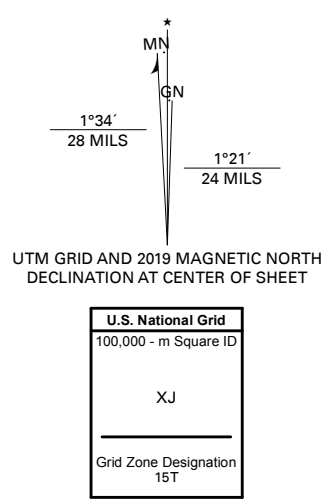 MN
GN
1°34´
28 MILS
1°21´
24 MILS
UTM GRID AND 2019 MAGNETIC NORTH
DECLINATION AT CENTER OF SHEET
U.S. National Grid
100,000 - m Square ID
XJ
Grid Zone Designation
15T